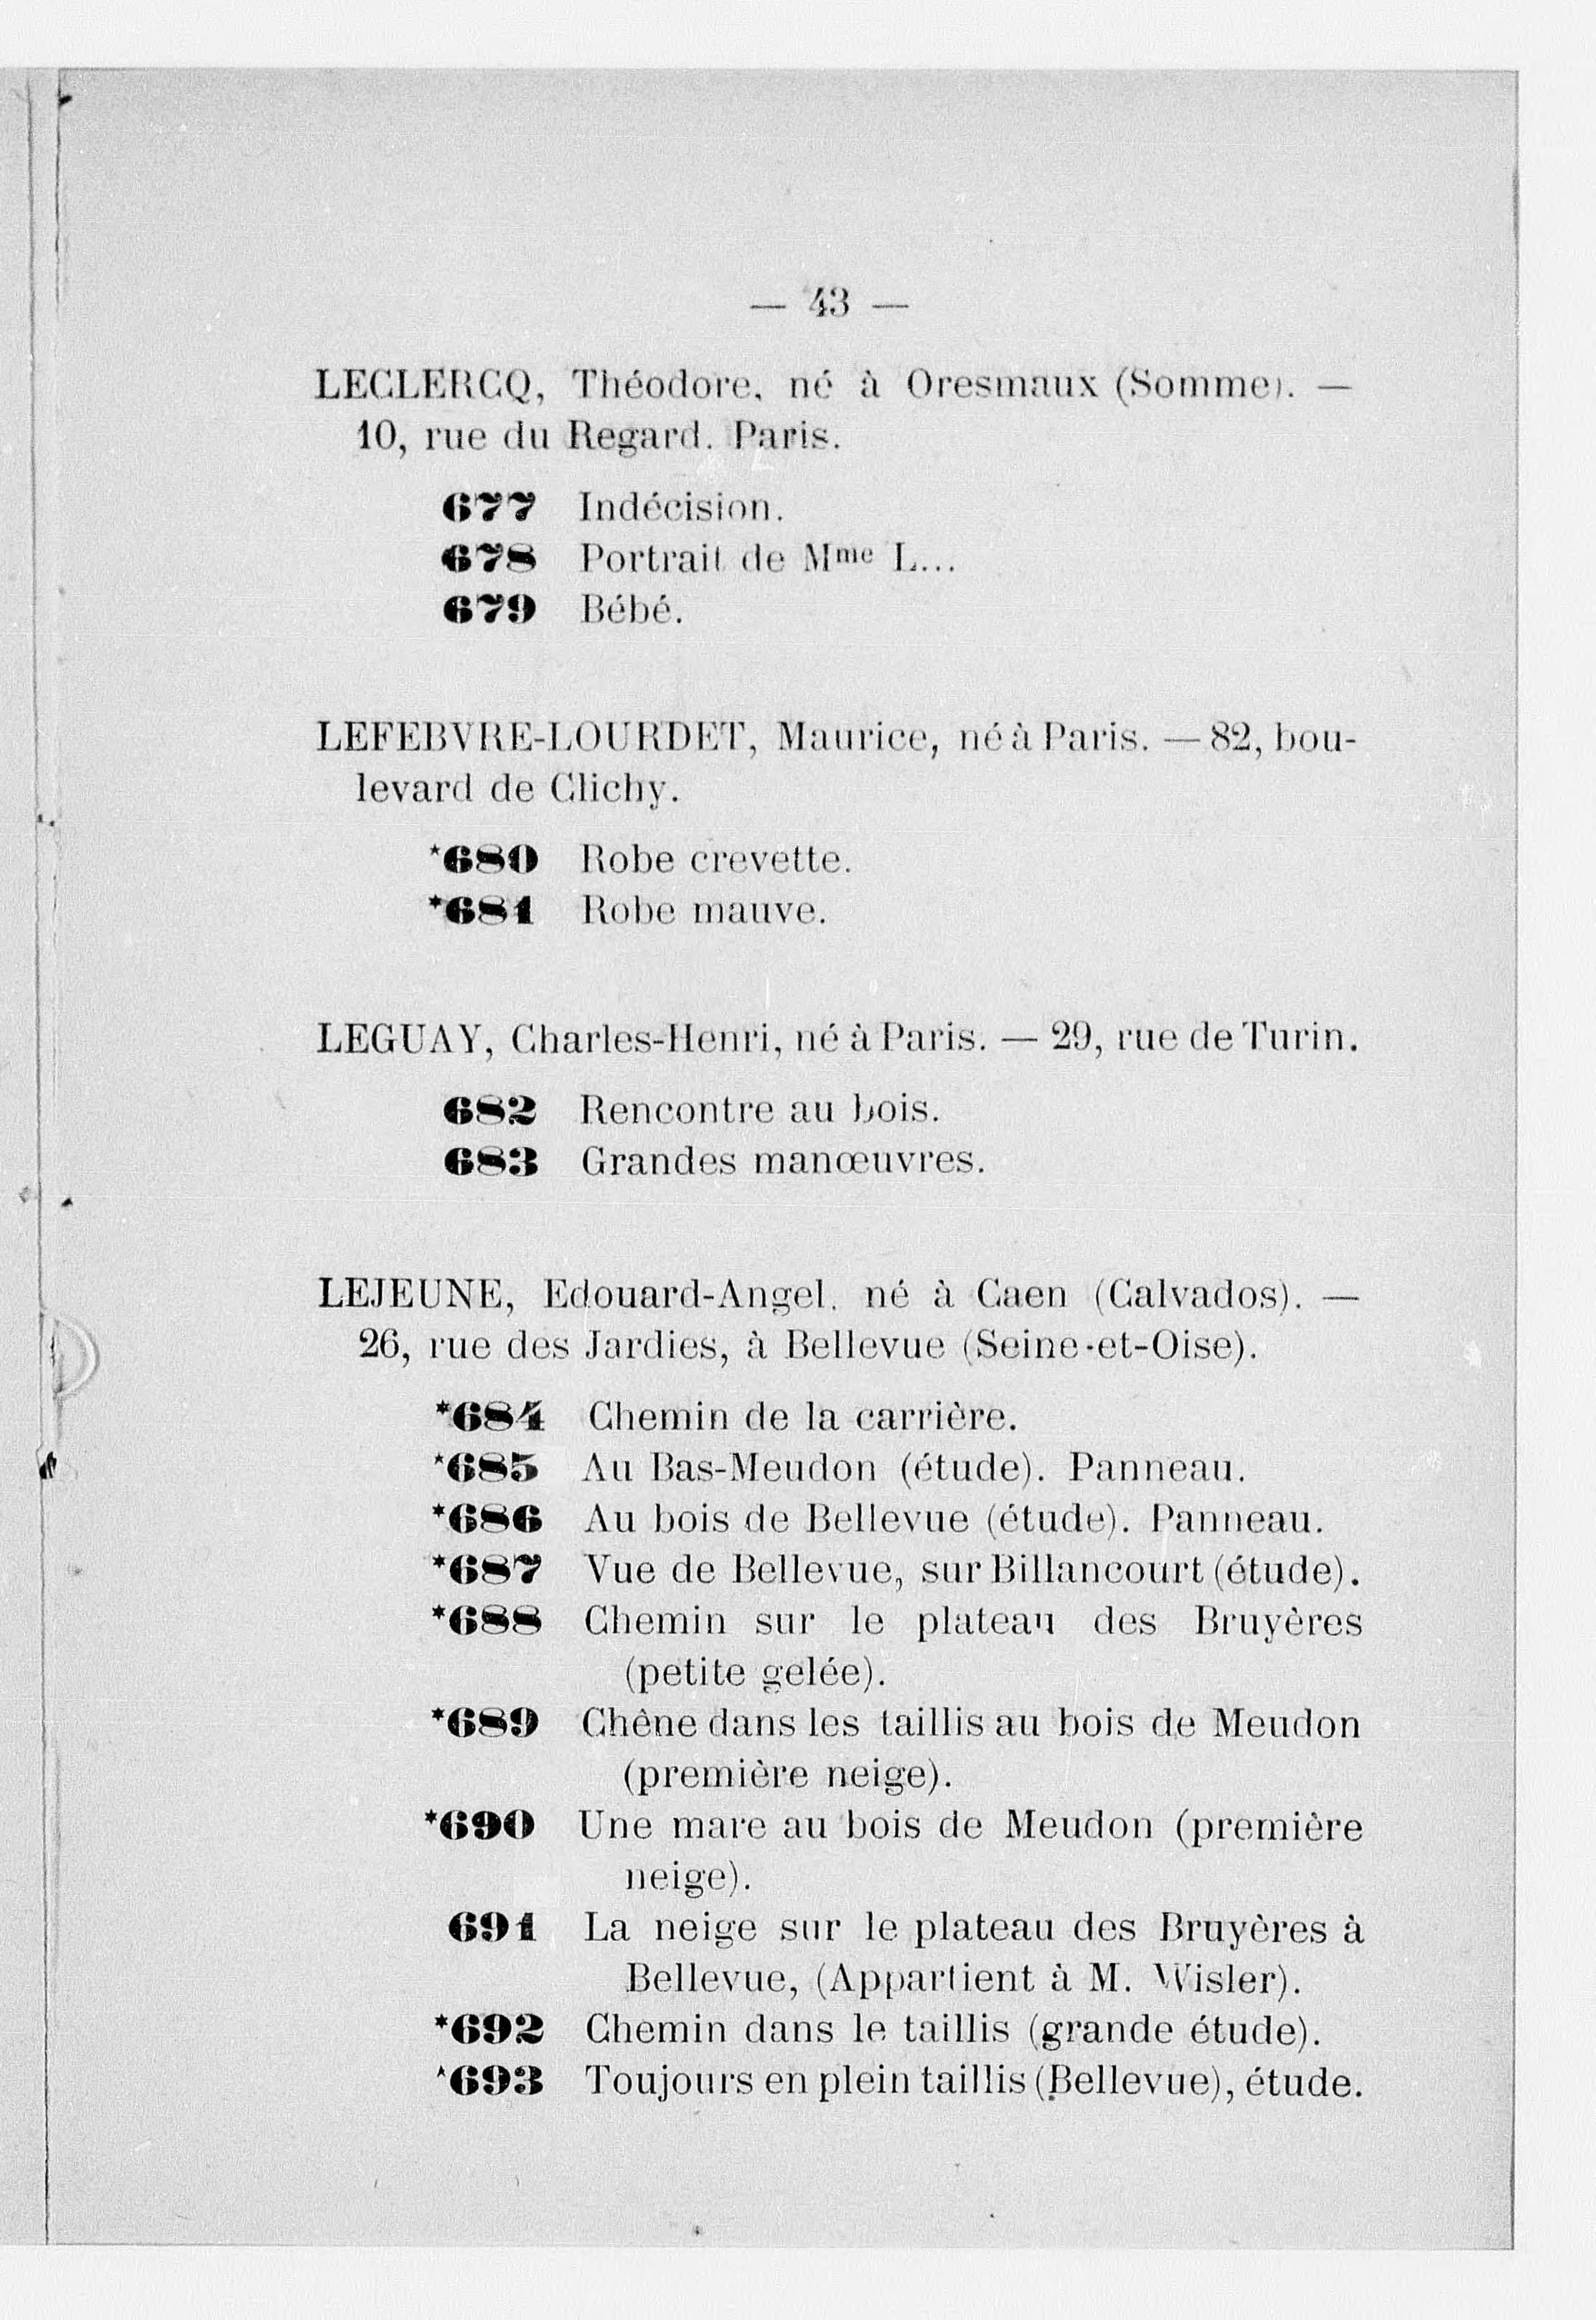 — 43 —
LECLERCQ, Théodore, né à Oresmaux (Somme). —
10, rue du Regard. Paris.
677 Indécision.
678 Portrait de Mme L...
679 Bébé.
LEFEBVRE-LOURDET, Maurice, né à Paris. — 82, bou-
levard de Clichy.
*680 Robe crevette.
*681 Robe mauve.
LEGUAY, Charles-Henri, né à Paris. — 29, rue de Turin.
682 Rencontre au bois.
683 Grandes manœuvres.
LEJEUNE, Edouard-Angel, né à Caen (Calvados). —
26, rue des Jardies, à Bellevue (Seine-et-Oise).
*684 Chemin de la carrière.
*685 Au Bas-Meudon (étude). Panneau.
*686 Au bois de Bellevue (étude). Panneau.
*687 Vue de Bellevue, sur Billancourt (étude).
*688 Chemin sur le plateau des Bruyères
(petite gelée).
*689 Chêne dans les taillis au bois de Meudon
(première neige).
*690 Une mare au bois de Meudon (première
neige).
691 La neige sur le plateau des Bruyères à
Bellevue, (Appartient à M. Wisler).
*692 Chemin dans le taillis (grande étude).
*693 Toujours en plein taillis (Bellevue), étude.